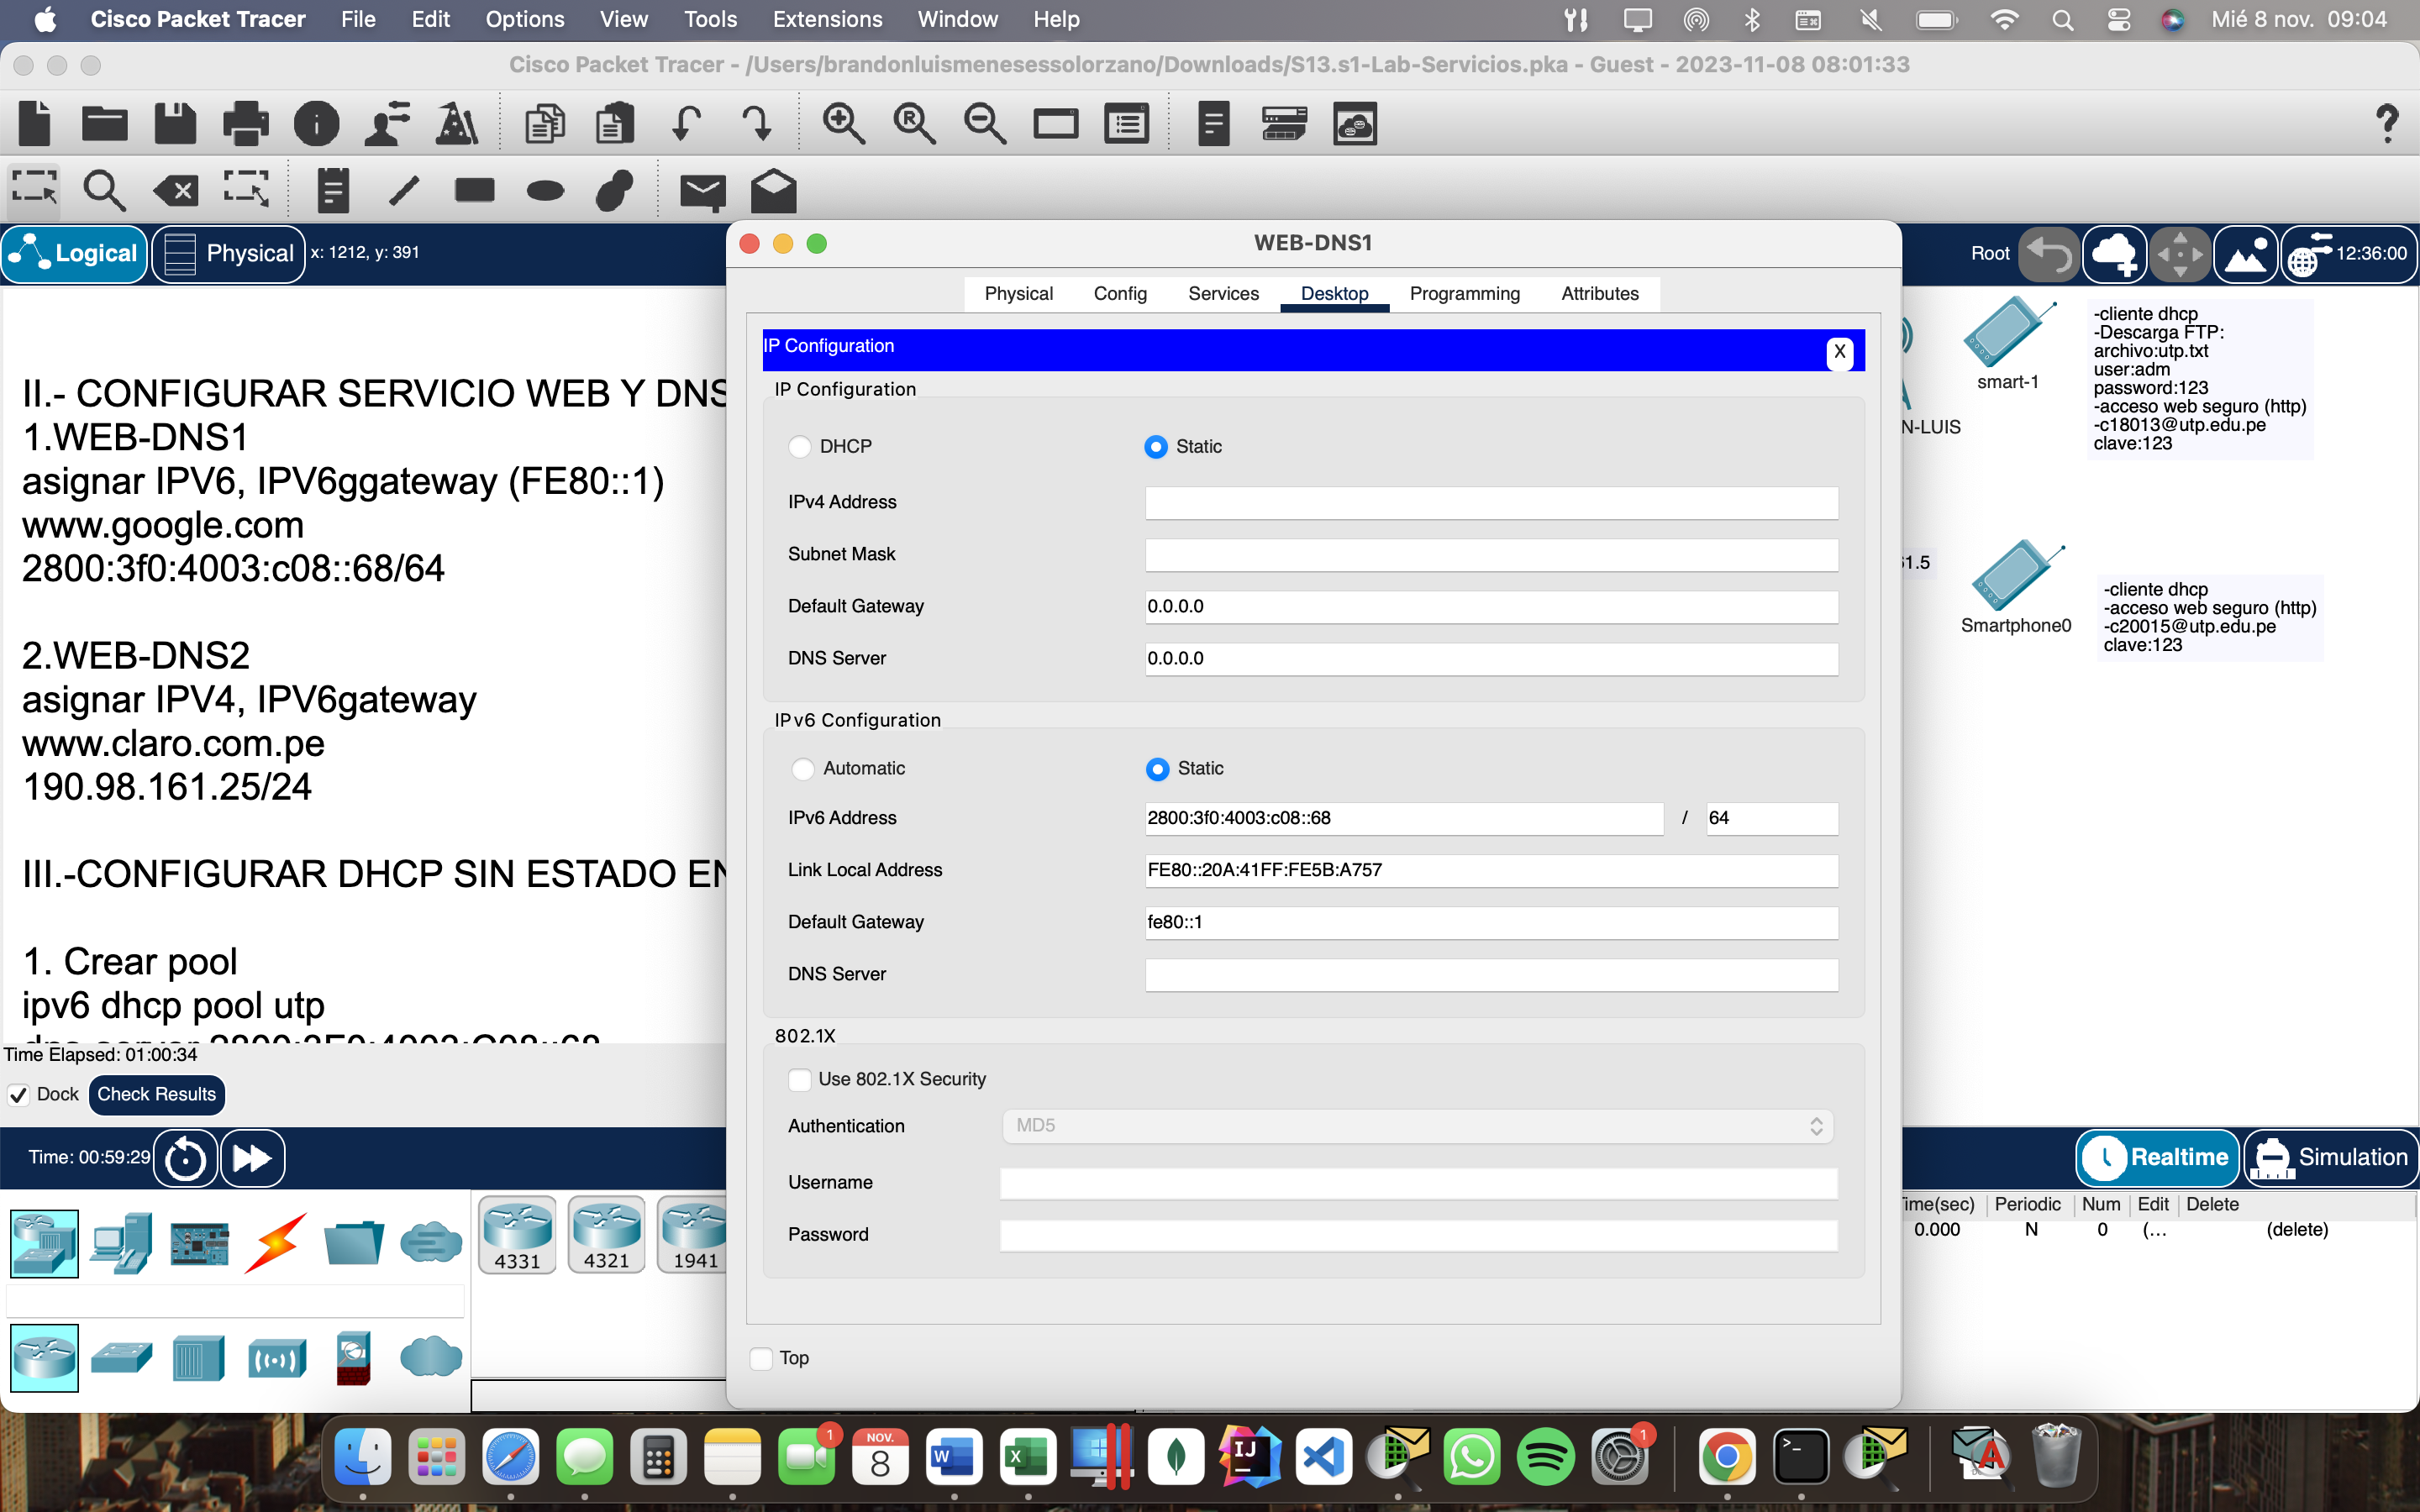 Cisco Packet Tracer File Edit Options View Tools Extensions Window Help Mié 8 nov. 09:04
Cisco Packet Tracer - /Users/brandonluismenesessolorzano/Downloads/S13.s1-Lab-Servicios.pka - Guest - 2023-11-08 08:01:33
Logical Physical x: 1212, y: 391
Root 12:36:00
II.- CONFIGURAR SERVICIO WEB Y DNS
1.WEB-DNS1
asignar IPV6, IPV6ggateway (FE80::1)
www.google.com
2800:3f0:4003:c08::68/64
2.WEB-DNS2
asignar IPV4, IPV6gateway
www.claro.com.pe
190.98.161.25/24
III.-CONFIGURAR DHCP SIN ESTADO EN
1. Crear pool
ipv6 dhcp pool utp
dns-server 2800:3F0:4003:C08::68
Time Elapsed: 01:00:34
Dock Check Results
Time: 00:59:29
4331 4321 1941
WEB-DNS1
Physical Config Services Desktop Programming Attributes
IP Configuration
X
IP Configuration
DHCP Static
IPv4 Address
Subnet Mask
Default Gateway 0.0.0.0
DNS Server 0.0.0.0
IPv6 Configuration
Automatic Static
IPv6 Address 2800:3f0:4003:c08::68 / 64
Link Local Address FE80::20A:41FF:FE5B:A757
Default Gateway fe80::1
DNS Server
802.1X
Use 802.1X Security
Authentication MD5
Username
Password
Top
smart-1
-cliente dhcp
-Descarga FTP:
archivo:utp.txt
user:adm
password:123
-acceso web seguro (http)
-c18013@utp.edu.pe
clave:123
N-LUIS
1.5
Smartphone0
-cliente dhcp
-acceso web seguro (http)
-c20015@utp.edu.pe
clave:123
Realtime Simulation
ime(sec) Periodic Num Edit Delete
0.000 N 0 (... (delete)
1 NOV. 8 W X IJ 1